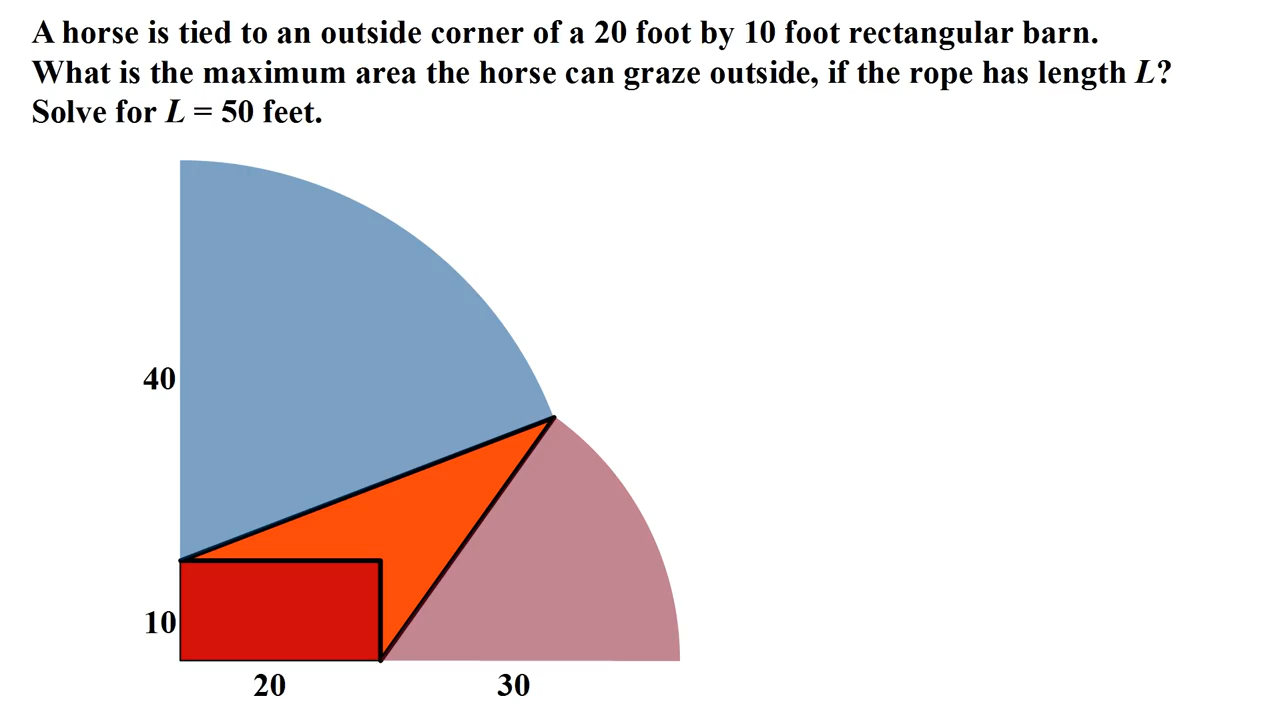 A horse is tied to an outside corner of a 20 foot by 10 foot rectangular barn.
What is the maximum area the horse can graze outside, if the rope has length L?
Solve for L = 50 feet.
40
10
20 30